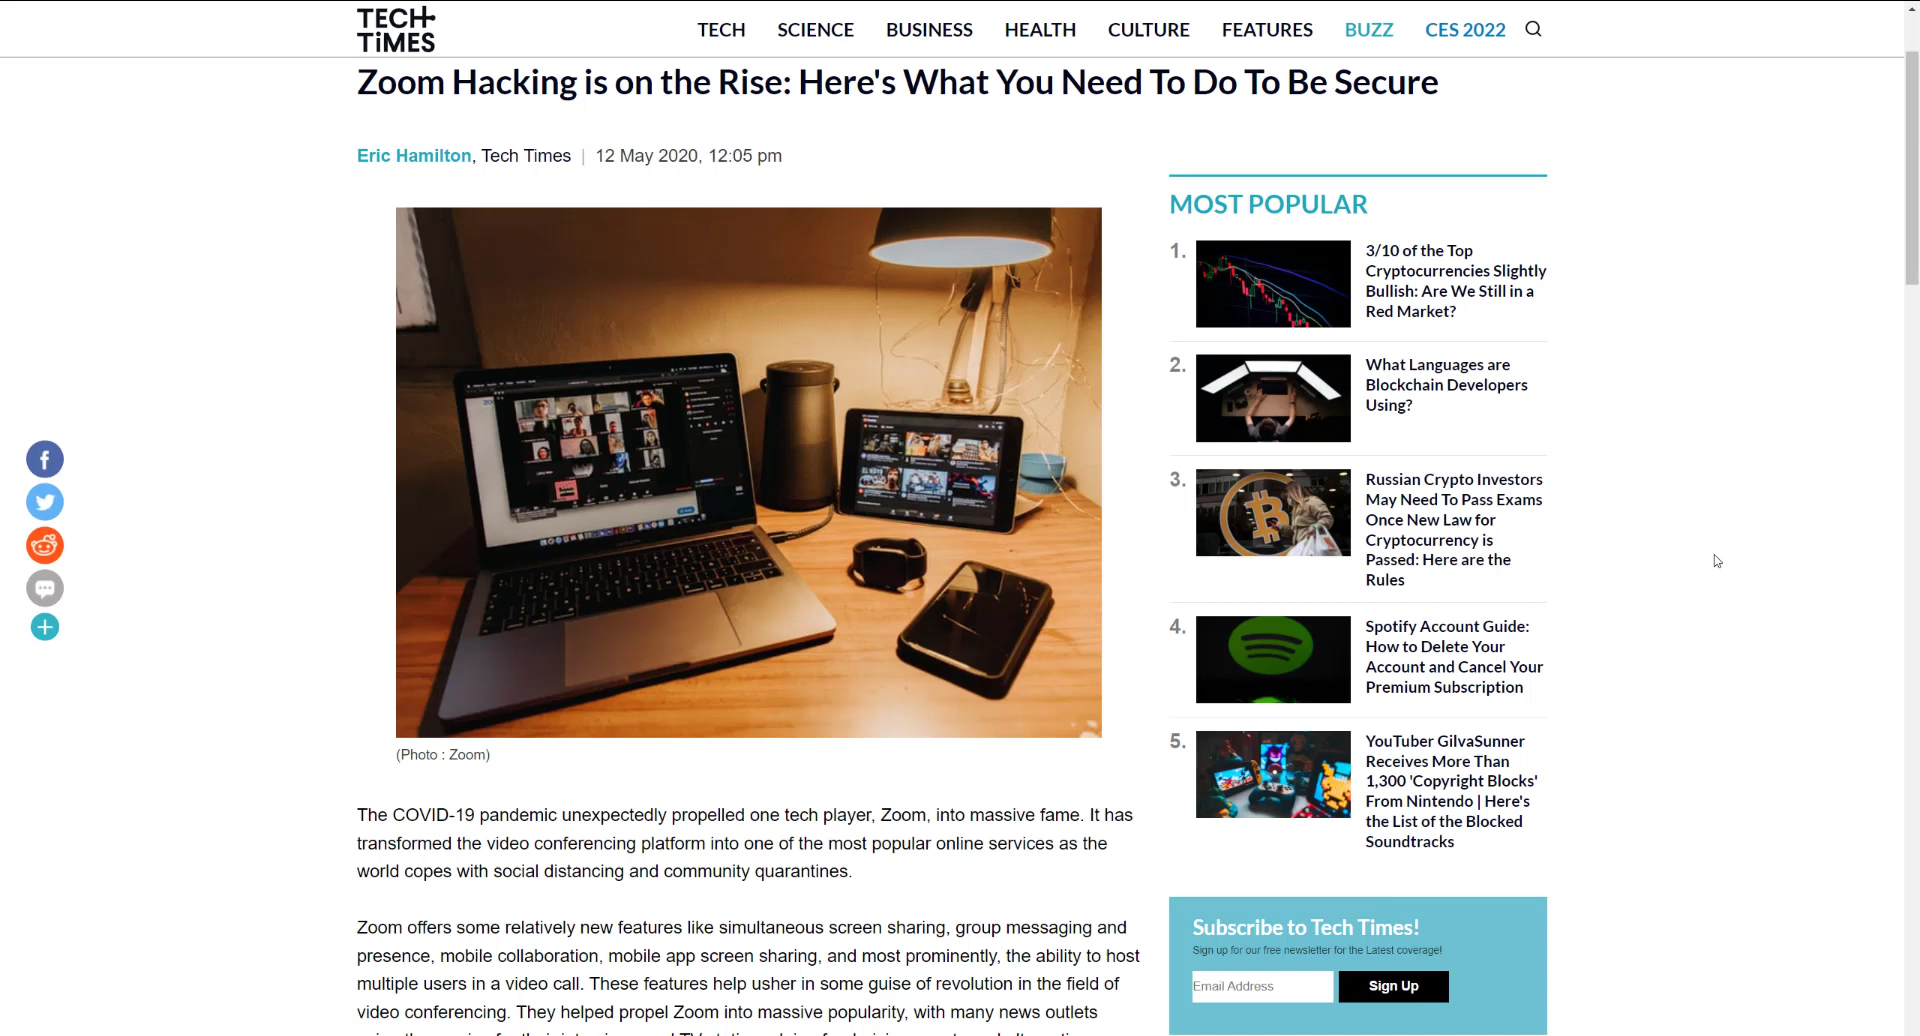 TECH+
TiMES
TECH
SCIENCE
BUSINESS
HEALTH
CULTURE
FEATURES
BUZZ
CES 2022
Zoom Hacking is on the Rise: Here's What You Need To Do To Be Secure
Eric Hamilton, Tech Times | 12 May 2020, 12:05 pm
(Photo : Zoom)
The COVID-19 pandemic unexpectedly propelled one tech player, Zoom, into massive fame. It has
transformed the video conferencing platform into one of the most popular online services as the
world copes with social distancing and community quarantines.
Zoom offers some relatively new features like simultaneous screen sharing, group messaging and
presence, mobile collaboration, mobile app screen sharing, and most prominently, the ability to host
multiple users in a video call. These features help usher in some guise of revolution in the field of
video conferencing. They helped propel Zoom into massive popularity, with many news outlets
MOST POPULAR
1.
3/10 of the Top
Cryptocurrencies Slightly
Bullish: Are We Still in a
Red Market?
2.
What Languages are
Blockchain Developers
Using?
3.
Russian Crypto Investors
May Need To Pass Exams
Once New Law for
Cryptocurrency is
Passed: Here are the
Rules
4.
Spotify Account Guide:
How to Delete Your
Account and Cancel Your
Premium Subscription
5.
YouTuber GilvaSunner
Receives More Than
1,300 'Copyright Blocks'
From Nintendo | Here's
the List of the Blocked
Soundtracks
Subscribe to Tech Times!
Sign up for our free newsletter for the Latest coverage!
Email Address
Sign Up